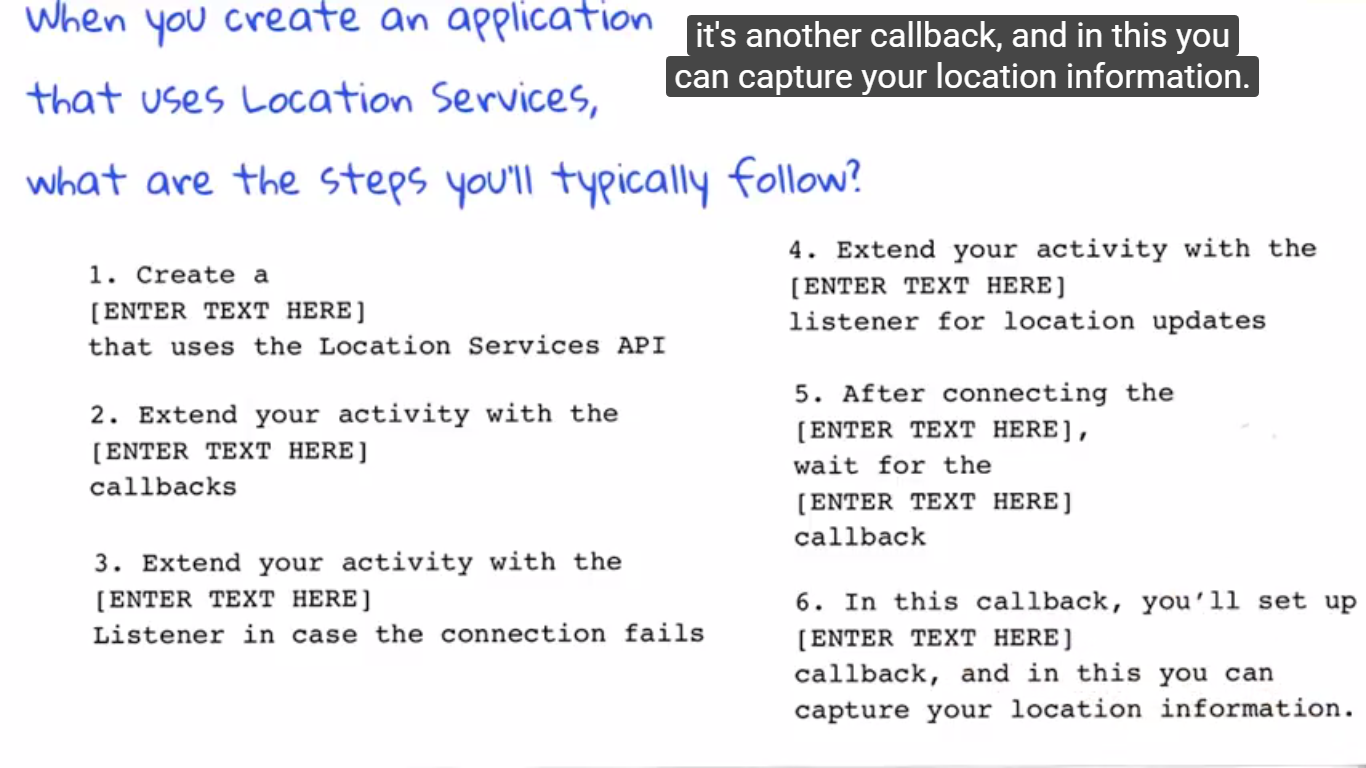 When you create an application
that uses Location Services,
what are the steps you'll typically follow?
it's another callback, and in this you
can capture your location information.
1. Create a
[ENTER TEXT HERE]
that uses the Location Services API
2. Extend your activity with the
[ENTER TEXT HERE]
callbacks
3. Extend your activity with the
[ENTER TEXT HERE]
Listener in case the connection fails
4. Extend your activity with the
[ENTER TEXT HERE]
listener for location updates
5. After connecting the
[ENTER TEXT HERE],
wait for the
[ENTER TEXT HERE]
callback
6. In this callback, you’ll set up
[ENTER TEXT HERE]
callback, and in this you can
capture your location information.